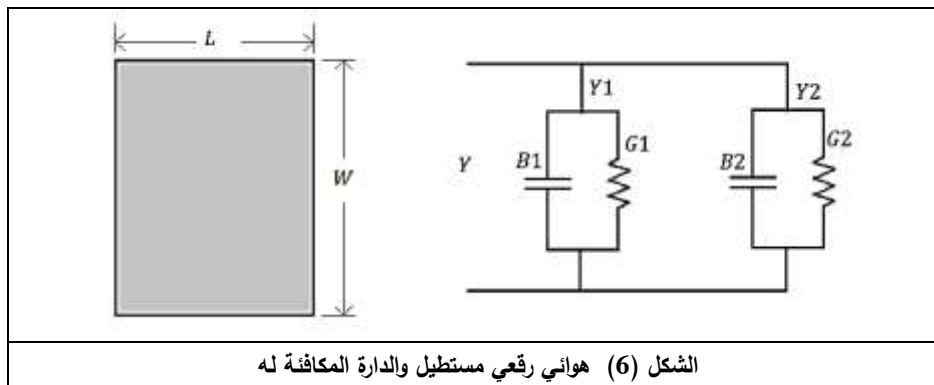 L
W
Y
Y1
B1
G1
Y2
B2
G2
الشكل (6) هوائي رقعي مستطيل والدارة المكافئة له